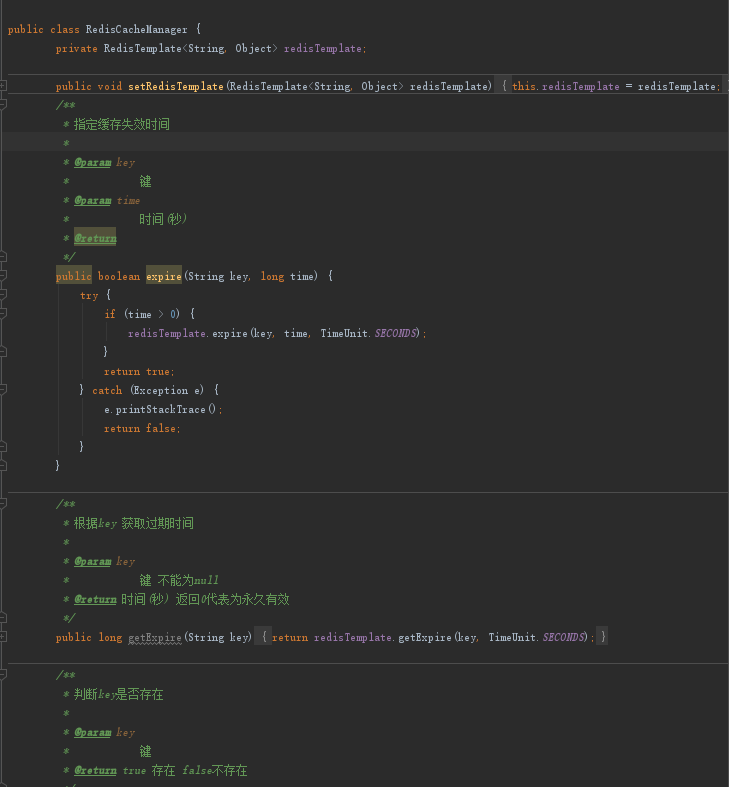 public class RedisCacheManager {
private RedisTemplate<String, Object> redisTemplate;
public void setRedisTemplate(RedisTemplate<String, Object> redisTemplate) { this.redisTemplate = redisTemplate; }
/**
* 指定缓存失效时间
*
* @param key
* 键
* @param time
* 时间(秒)
* @return
*/
public boolean expire(String key, long time) {
try {
if (time > 0) {
redisTemplate.expire(key, time, TimeUnit.SECONDS);
}
return true;
} catch (Exception e) {
e.printStackTrace();
return false;
}
}
/**
* 根据key 获取过期时间
*
* @param key
* 键 不能为null
* @return 时间(秒) 返回0代表为永久有效
*/
public long getExpire(String key) { return redisTemplate.getExpire(key, TimeUnit.SECONDS); }
/**
* 判断key是否存在
*
* @param key
* 键
* @return true 存在 false不存在
*/